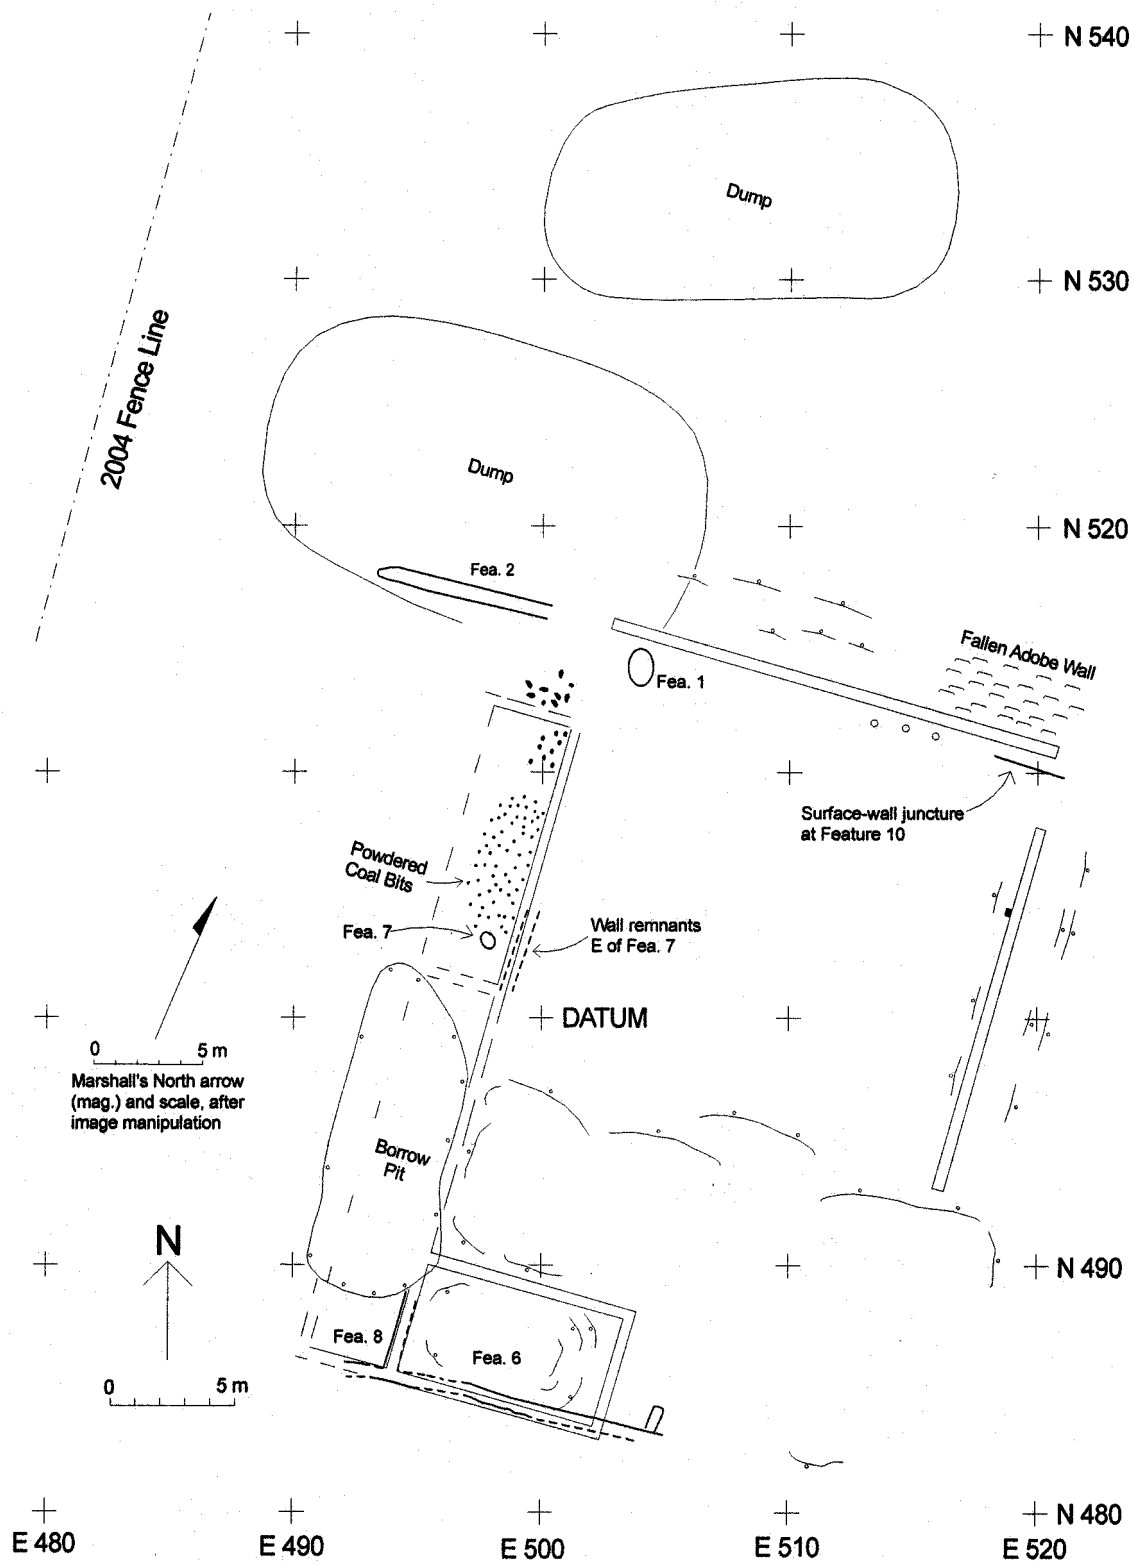 N 540
Dump
N 530
2004 Fence Line
Dump
N 520
Fea. 2
Fallen Adobe Wall
Fea. 1
Surface-wall juncture
at Feature 10
Powdered
Coal Bits
Fea. 7
Wall remnants
E of Fea. 7
DATUM
0 5 m
Marshall's North arrow
(mag.) and scale, after
image manipulation
Borrow
Pit
N
N 490
Fea. 8
Fea. 6
0 5 m
N 480
E 480
E 490
E 500
E 510
E 520